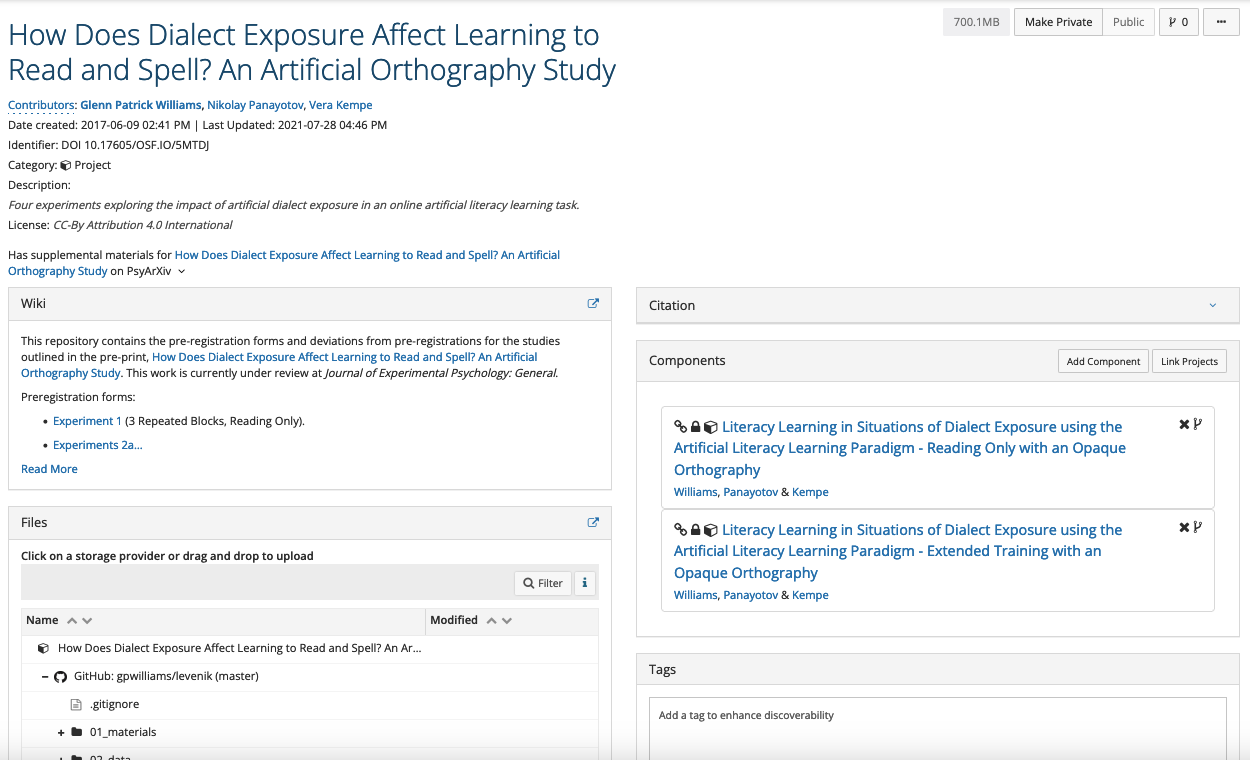 How Does Dialect Exposure Affect Learning to
Read and Spell? An Artificial Orthography Study
700.1MB
Make Private
Public
0
Contributors: Glenn Patrick Williams, Nikolay Panayotov, Vera Kempe
Date created: 2017-06-09 02:41 PM | Last Updated: 2021-07-28 04:46 PM
Identifier: DOI 10.17605/OSF.IO/5MTDJ
Category: Project
Description:
Four experiments exploring the impact of artificial dialect exposure in an online artificial literacy learning task.
License: CC-By Attribution 4.0 International
Has supplemental materials for How Does Dialect Exposure Affect Learning to Read and Spell? An Artificial
Orthography Study on PsyArXiv
Wiki
This repository contains the pre-registration forms and deviations from pre-registrations for the studies
outlined in the pre-print, How Does Dialect Exposure Affect Learning to Read and Spell? An Artificial
Orthography Study. This work is currently under review at Journal of Experimental Psychology: General.
Preregistration forms:
• Experiment 1 (3 Repeated Blocks, Reading Only).
• Experiments 2a...
Read More
Files
Click on a storage provider or drag and drop to upload
Filter
Name
Modified
How Does Dialect Exposure Affect Learning to Read and Spell? An Ar...
GitHub: gpwilliams/levenik (master)
.gitignore
01_materials
02_data
Citation
Components
Add Component
Link Projects
Literacy Learning in Situations of Dialect Exposure using the
Artificial Literacy Learning Paradigm - Reading Only with an Opaque
Orthography
Williams, Panayotov & Kempe
Literacy Learning in Situations of Dialect Exposure using the
Artificial Literacy Learning Paradigm - Extended Training with an
Opaque Orthography
Williams, Panayotov & Kempe
Tags
Add a tag to enhance discoverability